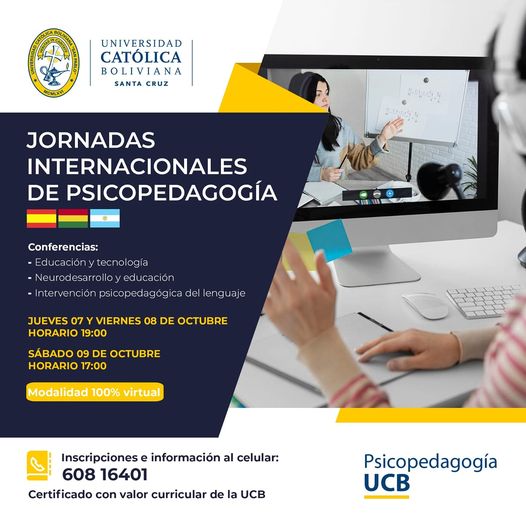 UNIVERSIDAD
CATÓLICA
BOLIVIANA
SANTA CRUZ
JORNADAS
INTERNACIONALES
DE PSICOPEDAGOGÍA
Conferencias:
- Educación y tecnología
- Neurodesarrollo y educación
- Intervención psicopedagógica del lenguaje
JUEVES 07 Y VIERNES 08 DE OCTUBRE
HORARIO 19:00
SÁBADO 09 DE OCTUBRE
HORARIO 17:00
Modalidad 100% virtual
Inscripciones e información al celular:
608 16401
Certificado con valor curricular de la UCB
Psicopedagogía
UCB